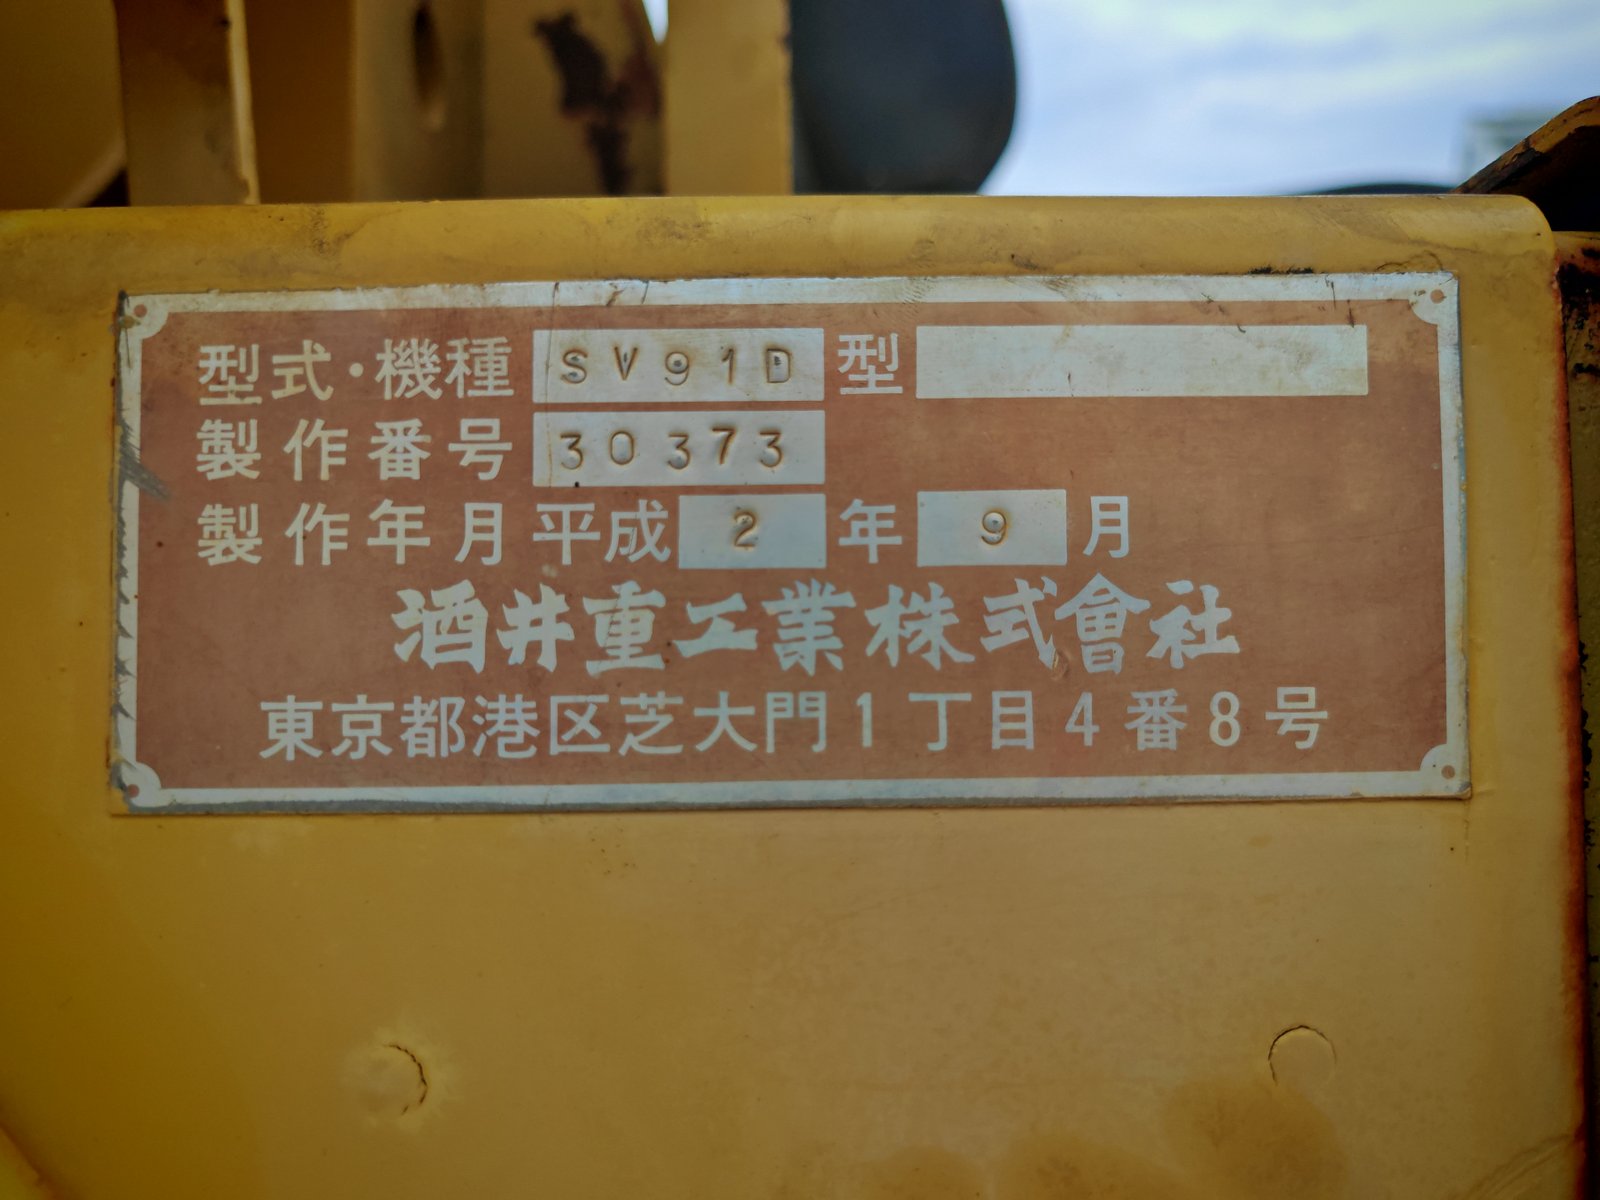 型式・機種 SV91D 型
製作番号 30373
製作年月 平成 2 年 9 月
酒井重工業株式會社
東京都港区芝大門1丁目4番8号